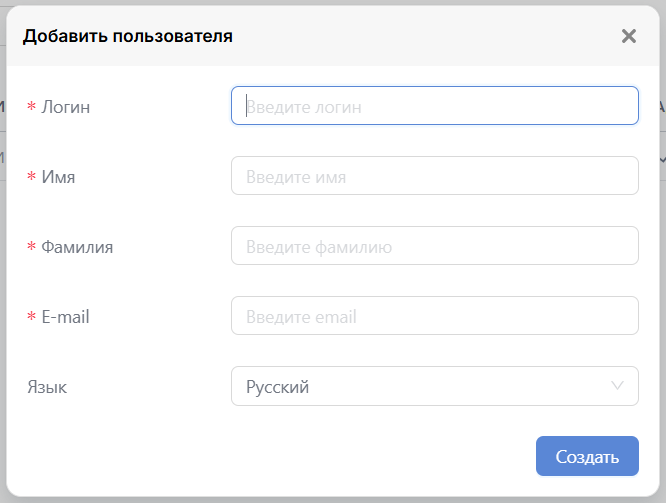 Добавить пользователя
* Логин
Введите логин
* Имя
Введите имя
* Фамилия
Введите фамилию
* E-mail
Введите email
Язык
Русский
Создать